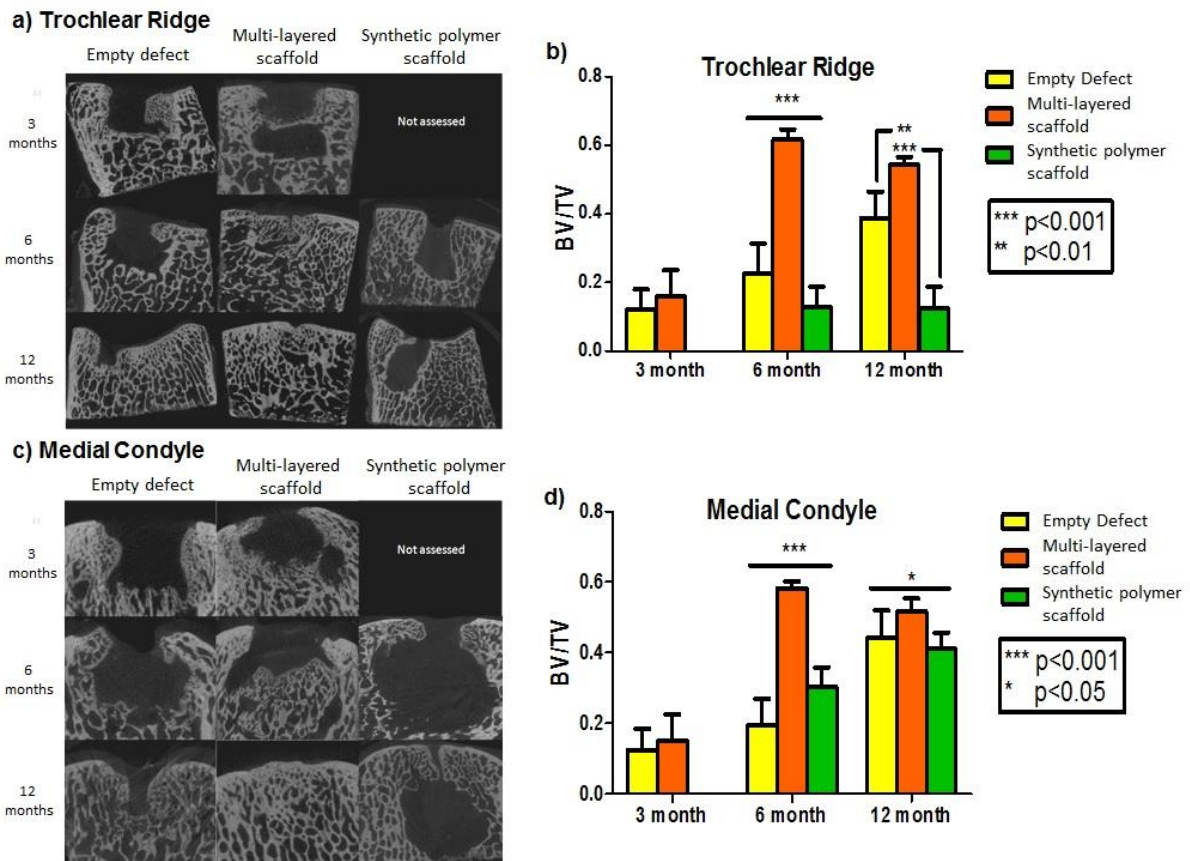 a) Trochlear Ridge
Empty defect
Multi-layered
scaffold
Synthetic polymer
scaffold
3
months
Not assessed
6
months
12
months
b)
Trochlear Ridge
BV/TV
0.8
0.6
0.4
0.2
0.0
***
**
***
3 month
6 month
12 month
Empty Defect
Multi-layered
scaffold
Synthetic polymer
scaffold
*** p<0.001
** p<0.01
c) Medial Condyle
Empty defect
Multi-layered
scaffold
Synthetic polymer
scaffold
3
months
Not assessed
6
months
12
months
d)
Medial Condyle
BV/TV
0.8
0.6
0.4
0.2
0.0
***
*
3 month
6 month
12 month
Empty Defect
Multi-layered
scaffold
Synthetic polymer
scaffold
*** p<0.001
* p<0.05